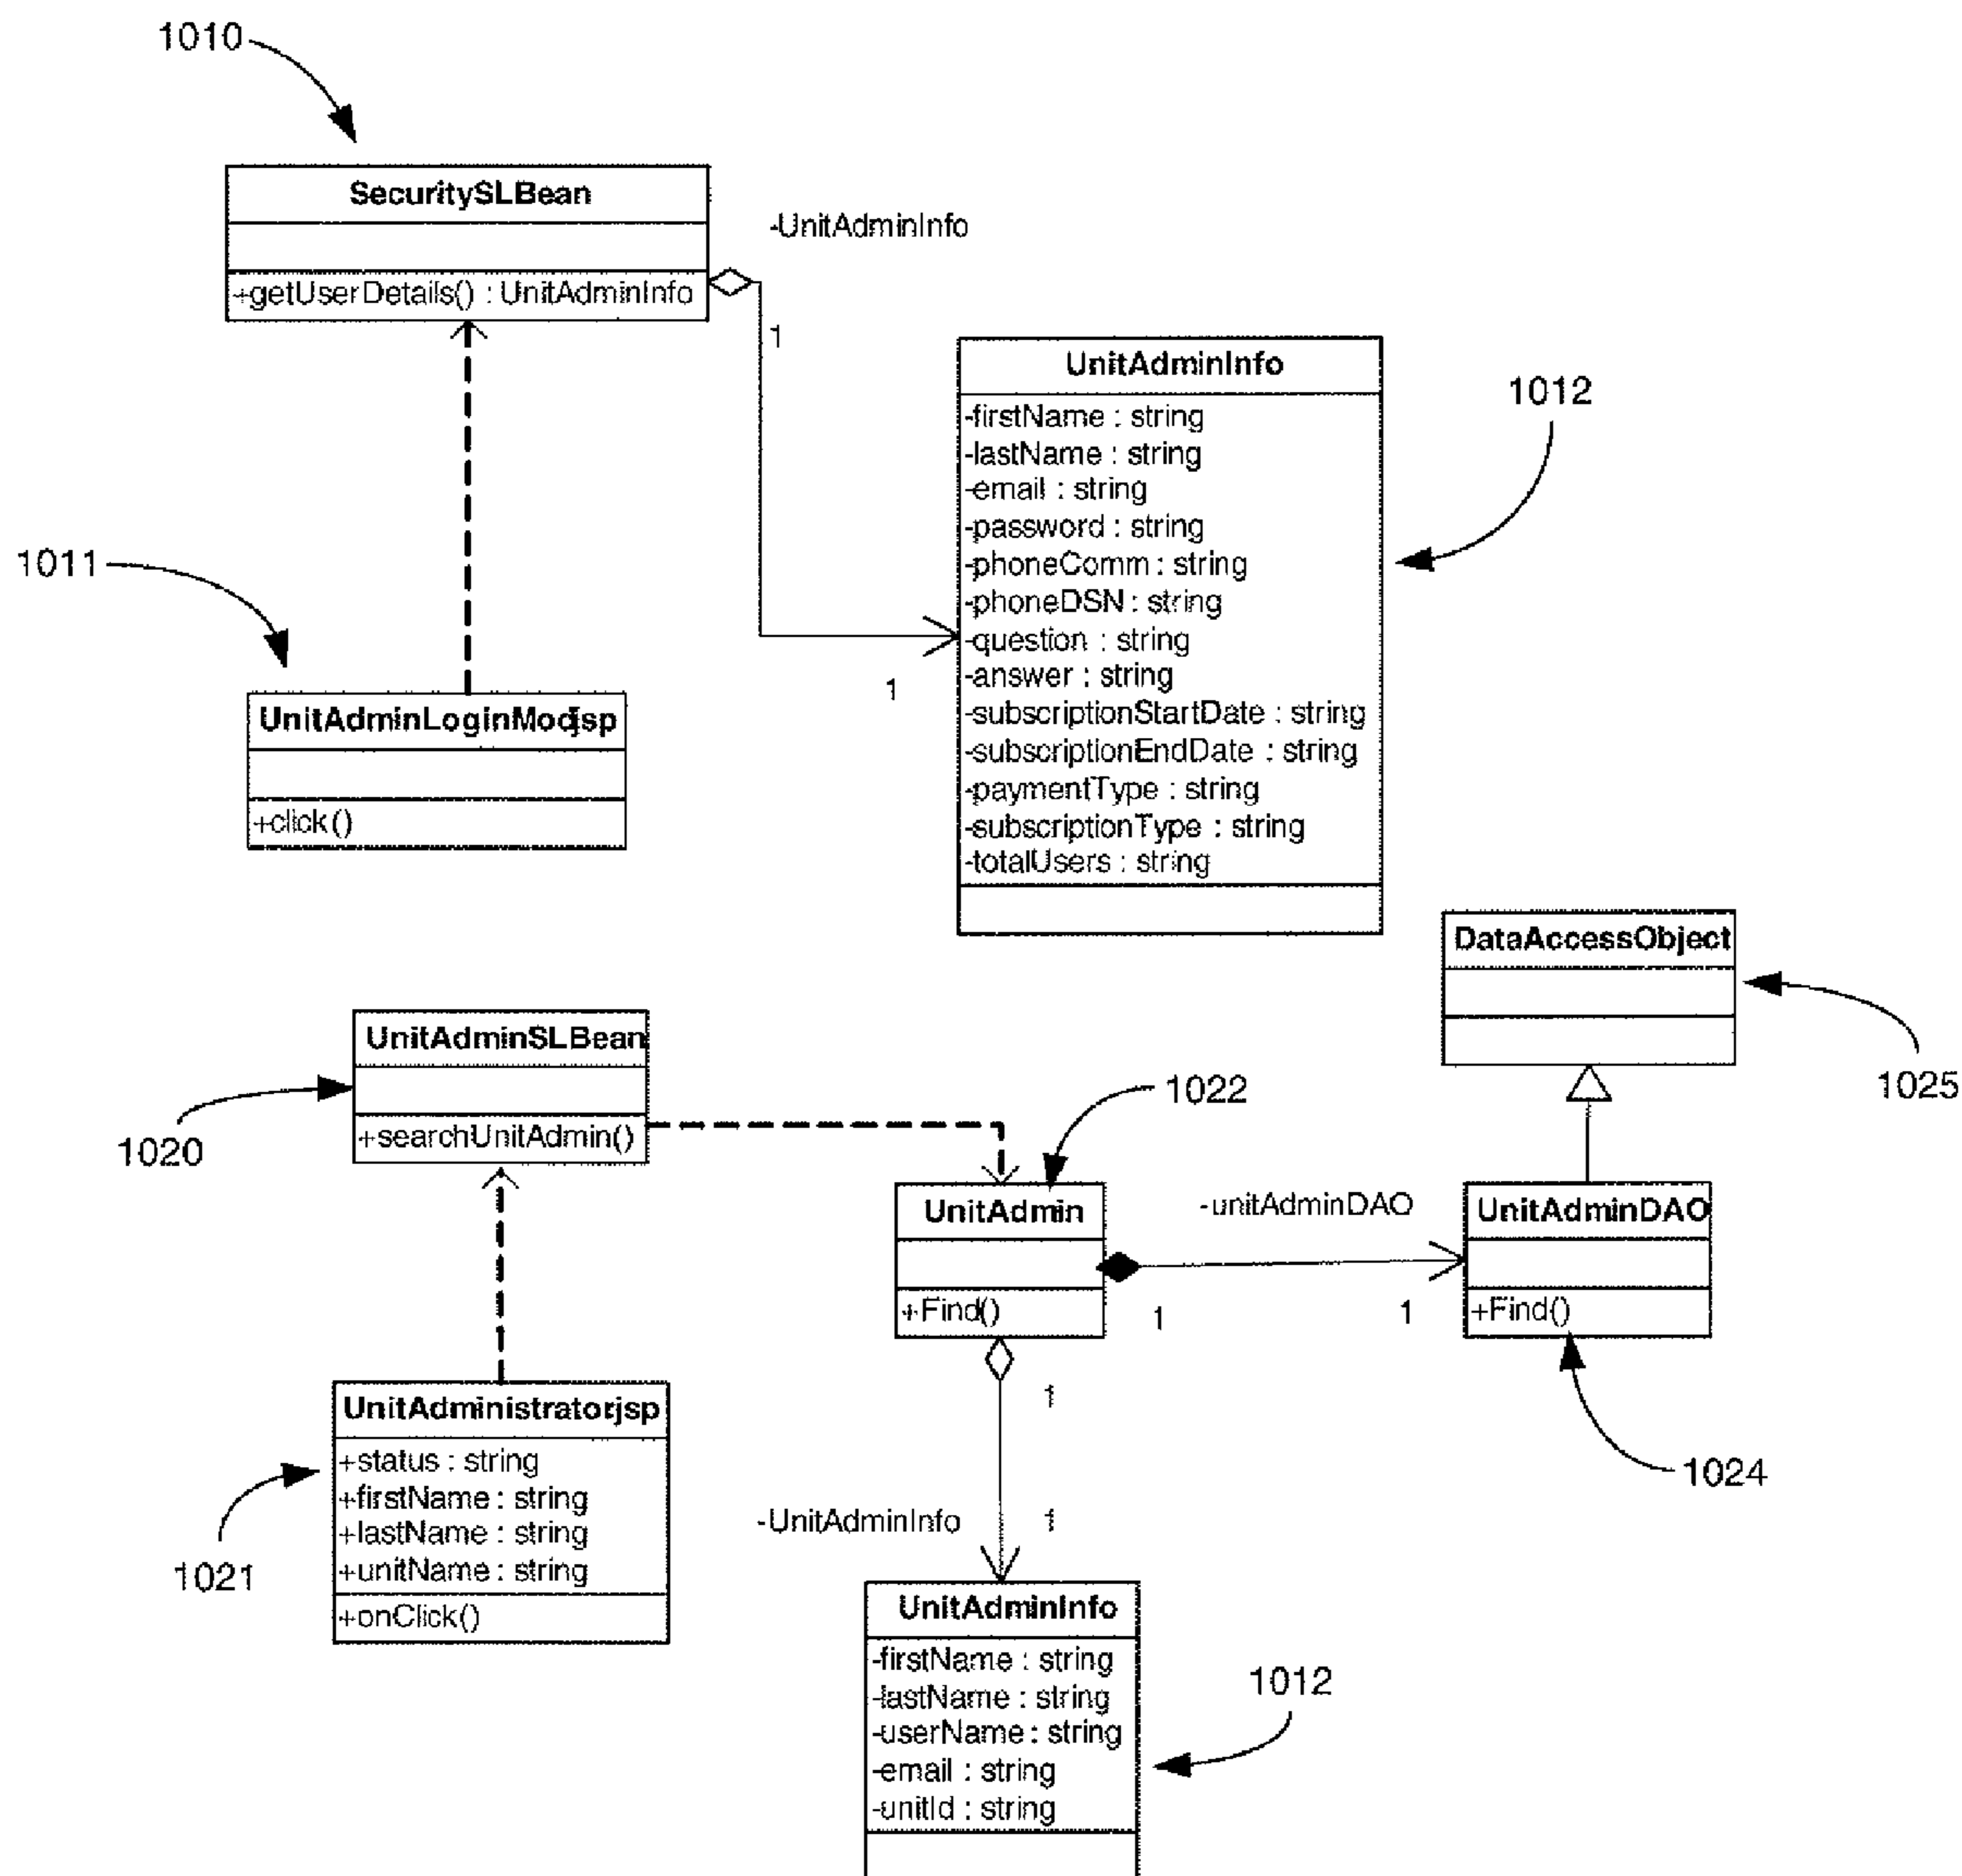 1010
SecuritySLBean
+getUserDetails() : UnitAdminInfo
-UnitAdminInfo
1
1
UnitAdminInfo
-firstName : string
-lastName : string
-email : string
-password : string
-phoneComm : string
-phoneDSN : string
-question : string
-answer : string
-subscriptionStartDate : string
-subscriptionEndDate : string
-paymentType : string
-subscriptionType : string
-totalUsers : string
1012
1011
UnitAdminLoginMod.jsp
+click()
DataAccessObject
1025
UnitAdminSLBean
+searchUnitAdmin()
1020
1022
UnitAdmin
+Find()
-unitAdminDAO
1
1
UnitAdminDAO
+Find()
1024
UnitAdministrator.jsp
+status : string
+firstName : string
+lastName : string
+unitName : string
+onClick()
1021
1
-UnitAdminInfo
1
UnitAdminInfo
-firstName : string
-lastName : string
-userName : string
-email : string
-unitId : string
1012